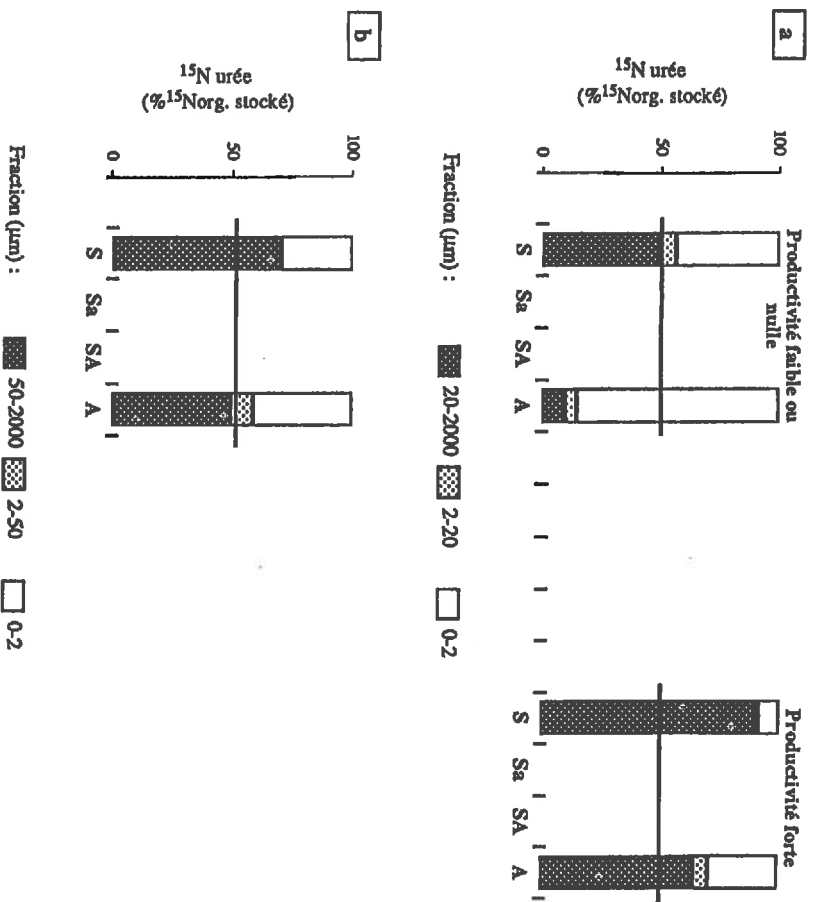 a
Productivité faible ou
nulle
Productivité forte
15N urée
(%15Norg. stocké)
100
50
0
S Sa SA A
S Sa SA A
Fraction (µm) : 20-2000 2-20 0-2
b
15N urée
(%15Norg. stocké)
100
50
0
S Sa SA A
Fraction (µm) : 50-2000 2-50 0-2